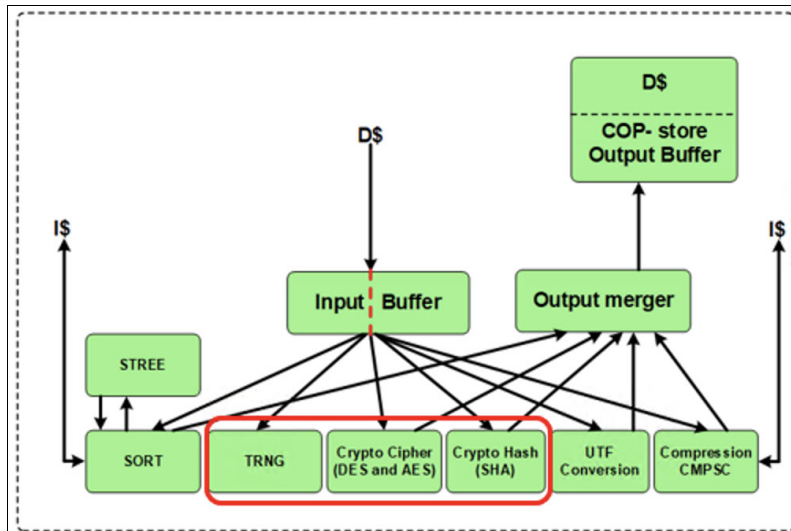 D$
COP- store
Output Buffer
D$
I$
I$
Input Buffer
Output merger
STREE
SORT
TRNG
Crypto Cipher
(DES and AES)
Crypto Hash
(SHA)
UTF
Conversion
Compression
CMPSC